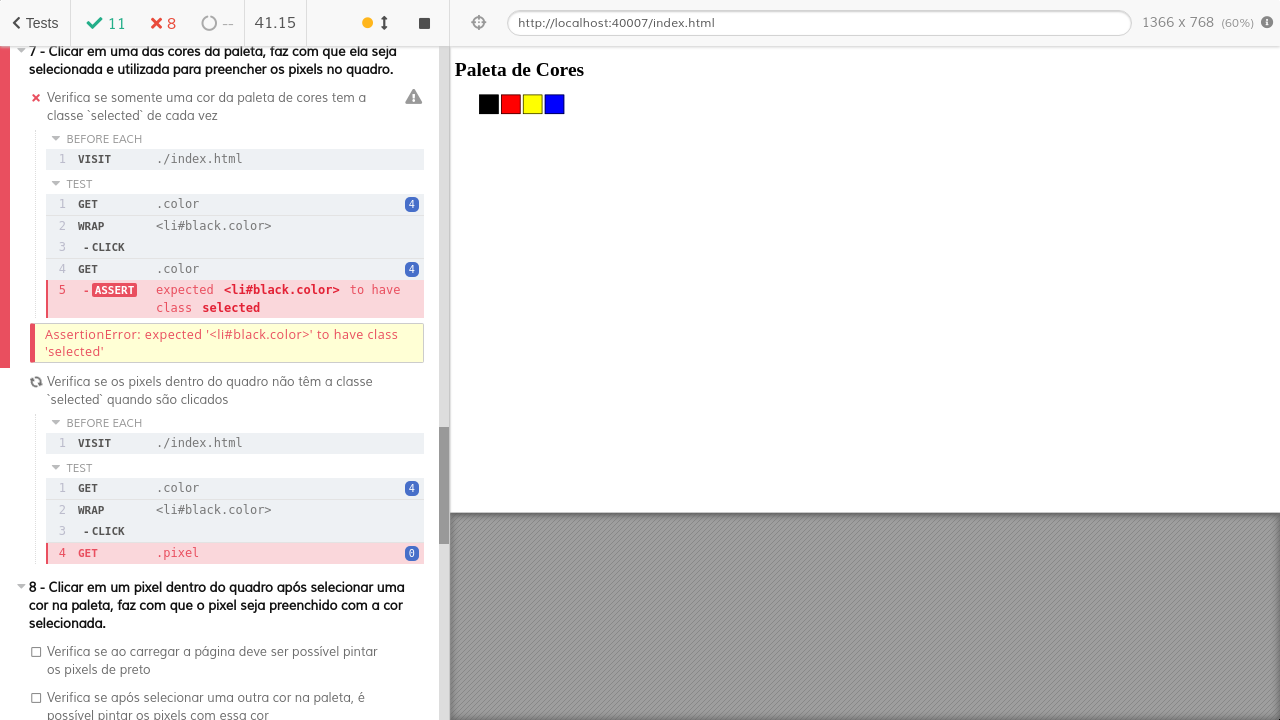 Tests
11
8
--
41.15
http://localhost:40007/index.html
1366 x 768 (60%)
7 - Clicar em uma das cores da paleta, faz com que ela seja
selecionada e utilizada para preencher os pixels no quadro.
Verifica se somente uma cor da paleta de cores tem a
classe `selected` de cada vez
BEFORE EACH
1 VISIT ./index.html
TEST
1 GET .color 4
2 WRAP <li#black.color>
3 -CLICK
4 GET .color 4
5 -ASSERT expected <li#black.color> to have
class selected
AssertionError: expected '<li#black.color>' to have class
'selected'
Verifica se os pixels dentro do quadro não têm a classe
`selected` quando são clicados
BEFORE EACH
1 VISIT ./index.html
TEST
1 GET .color 4
2 WRAP <li#black.color>
3 -CLICK
4 GET .pixel 0
8 - Clicar em um pixel dentro do quadro após selecionar uma
cor na paleta, faz com que o pixel seja preenchido com a cor
selecionada.
Verifica se ao carregar a página deve ser possível pintar
os pixels de preto
Verifica se após selecionar uma outra cor na paleta, é
possível pintar os pixels com essa cor
Paleta de Cores